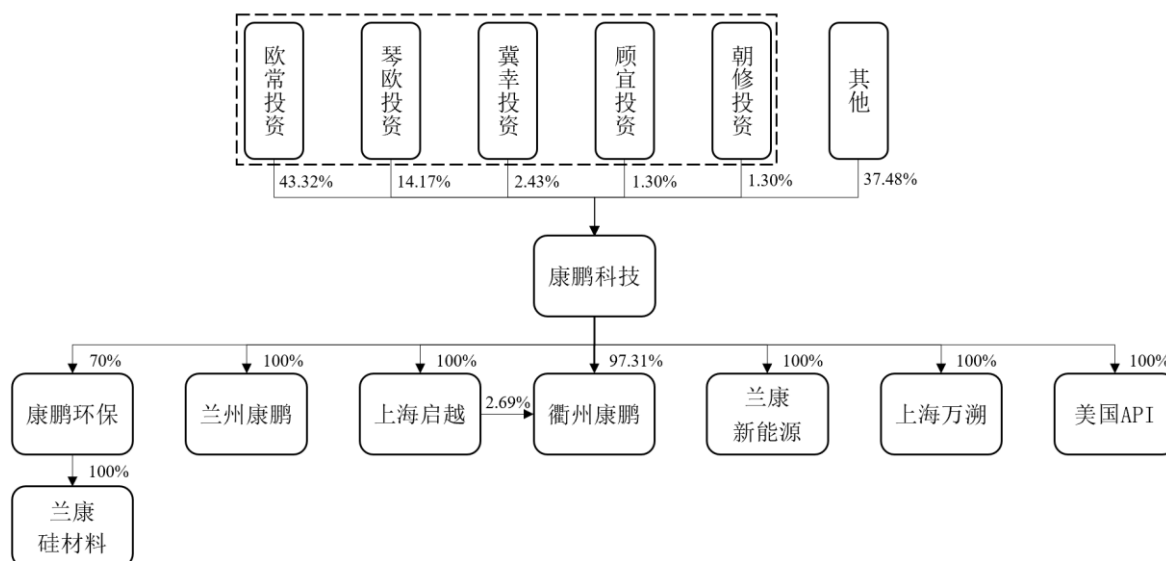 欧常投资
琴欧投资
冀幸投资
顾宜投资
朝修投资
其他
43.32%
14.17%
2.43%
1.30%
1.30%
37.48%
康鹏科技
70%
100%
100%
97.31%
100%
100%
100%
康鹏环保
兰州康鹏
上海启越
2.69%
衢州康鹏
兰康
新能源
上海万溯
美国API
100%
兰康
硅材料